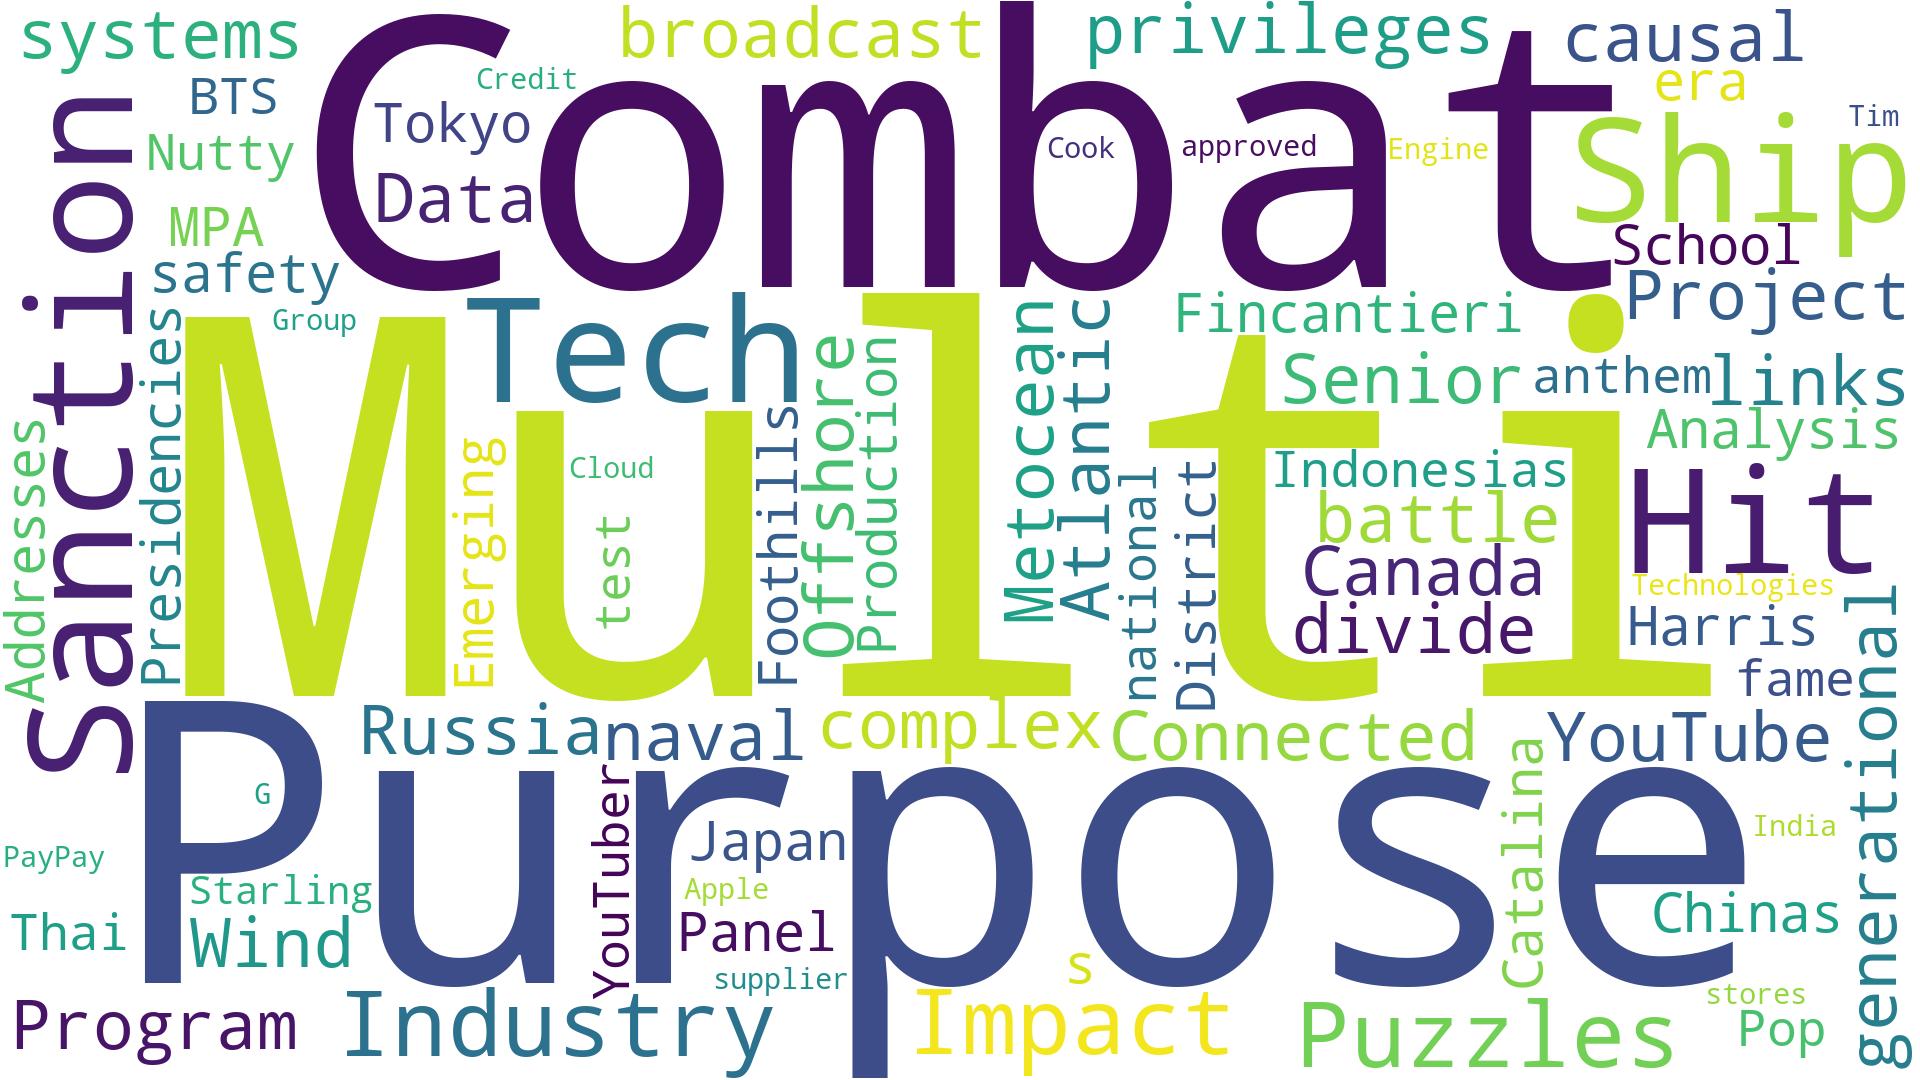 systems
broadcast
privileges
causal
Combat
Credit
BTS
Tokyo
era
Tim
Nutty
Cook
approved
Engine
Ship
Data
MPA
School
safety
Project
sanction
Group
Tech
Fincantieri
Multi
Presidencies
Addresses
Emerging
Cloud
test
Foothills
Offshore
Production
Metocean
Atlantic
national
District
Senior
anthem
links
Analysis
Indonesias
battle
Hit
Canada
Technologies
divide
Harris
fame
generational
Russia
naval
complex
Connected
YouTube
Purpose
G
YouTuber
Japan
Catalina
India
PayPay
Starling
Apple
Thai
Wind
Panel
Chinas
supplier
s
stores
Program
Industry
Impact
Puzzles
Pop